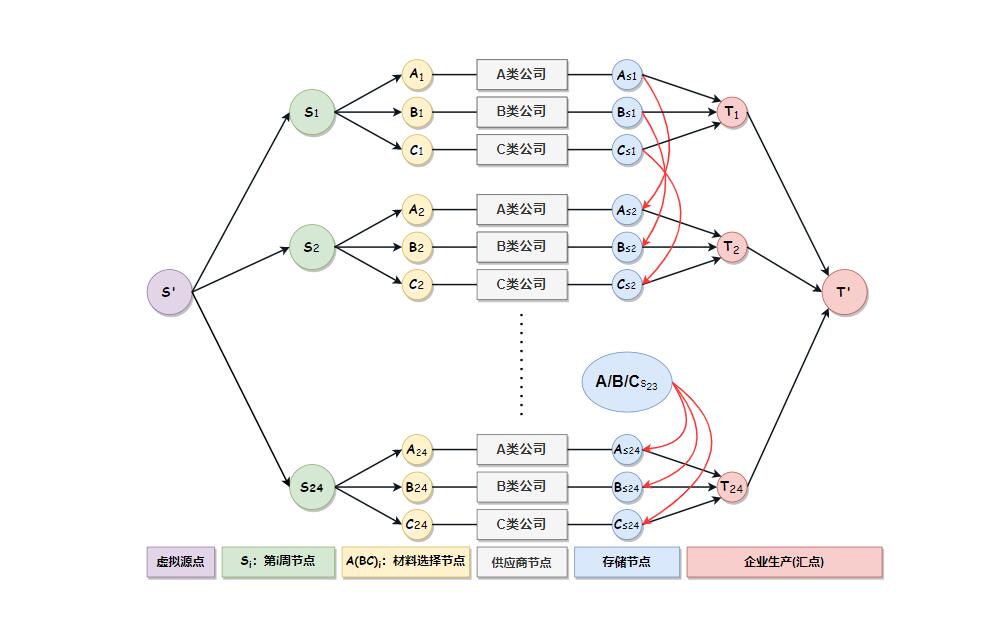 A₁ A类公司 Aₛ₁
S₁ B₁ B类公司 Bₛ₁ T₁
C₁ C类公司 Cₛ₁
A₂ A类公司 Aₛ₂
S₂ B₂ B类公司 Bₛ₂ T₂
C₂ C类公司 Cₛ₂
S' T'
A/B/Cₛ₂₃
A₂₄ A类公司 Aₛ₂₄
S₂₄ B₂₄ B类公司 Bₛ₂₄ T₂₄
C₂₄ C类公司 Cₛ₂₄
虚拟源点 Sᵢ：第i周节点 A(BC)ᵢ：材料选择节点 供应商节点 存储节点 企业生产(汇点)